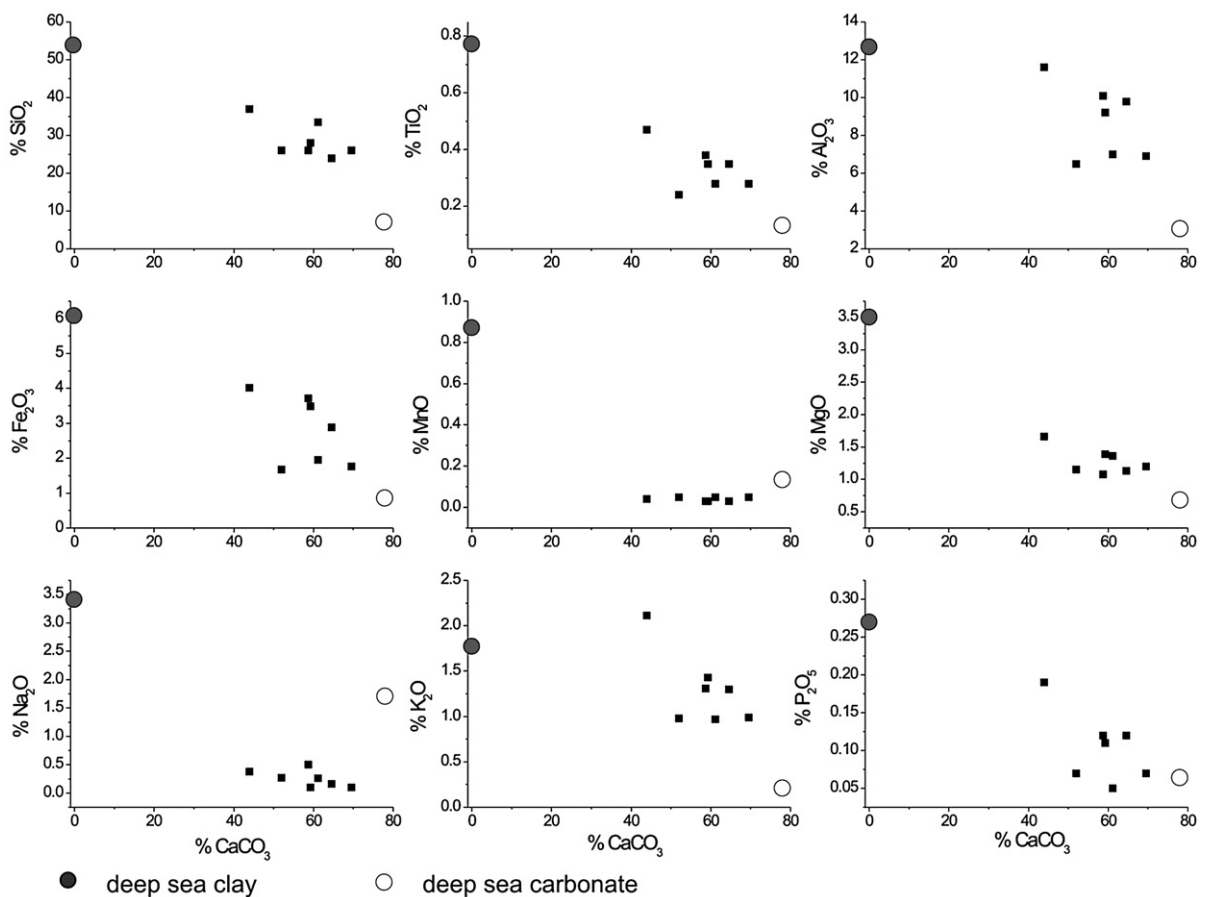 % SiO₂
60
50
40
30
20
10
0
0 20 40 60 80
% TiO₂
0.8
0.6
0.4
0.2
0 20 40 60 80
% Al₂O₃
14
12
10
8
6
4
2
0 20 40 60 80
% Fe₂O₃
6
5
4
3
2
1
0
0 20 40 60 80
% MnO
1.0
0.8
0.6
0.4
0.2
0.0
0 20 40 60 80
% MgO
3.5
3.0
2.5
2.0
1.5
1.0
0.5
0 20 40 60 80
% Na₂O
3.5
3.0
2.5
2.0
1.5
1.0
0.5
0.0
0 20 40 60 80
% CaCO₃
% K₂O
2.5
2.0
1.5
1.0
0.5
0.0
0 20 40 60 80
% CaCO₃
% P₂O₅
0.30
0.25
0.20
0.15
0.10
0.05
0 20 40 60 80
% CaCO₃
deep sea clay
deep sea carbonate